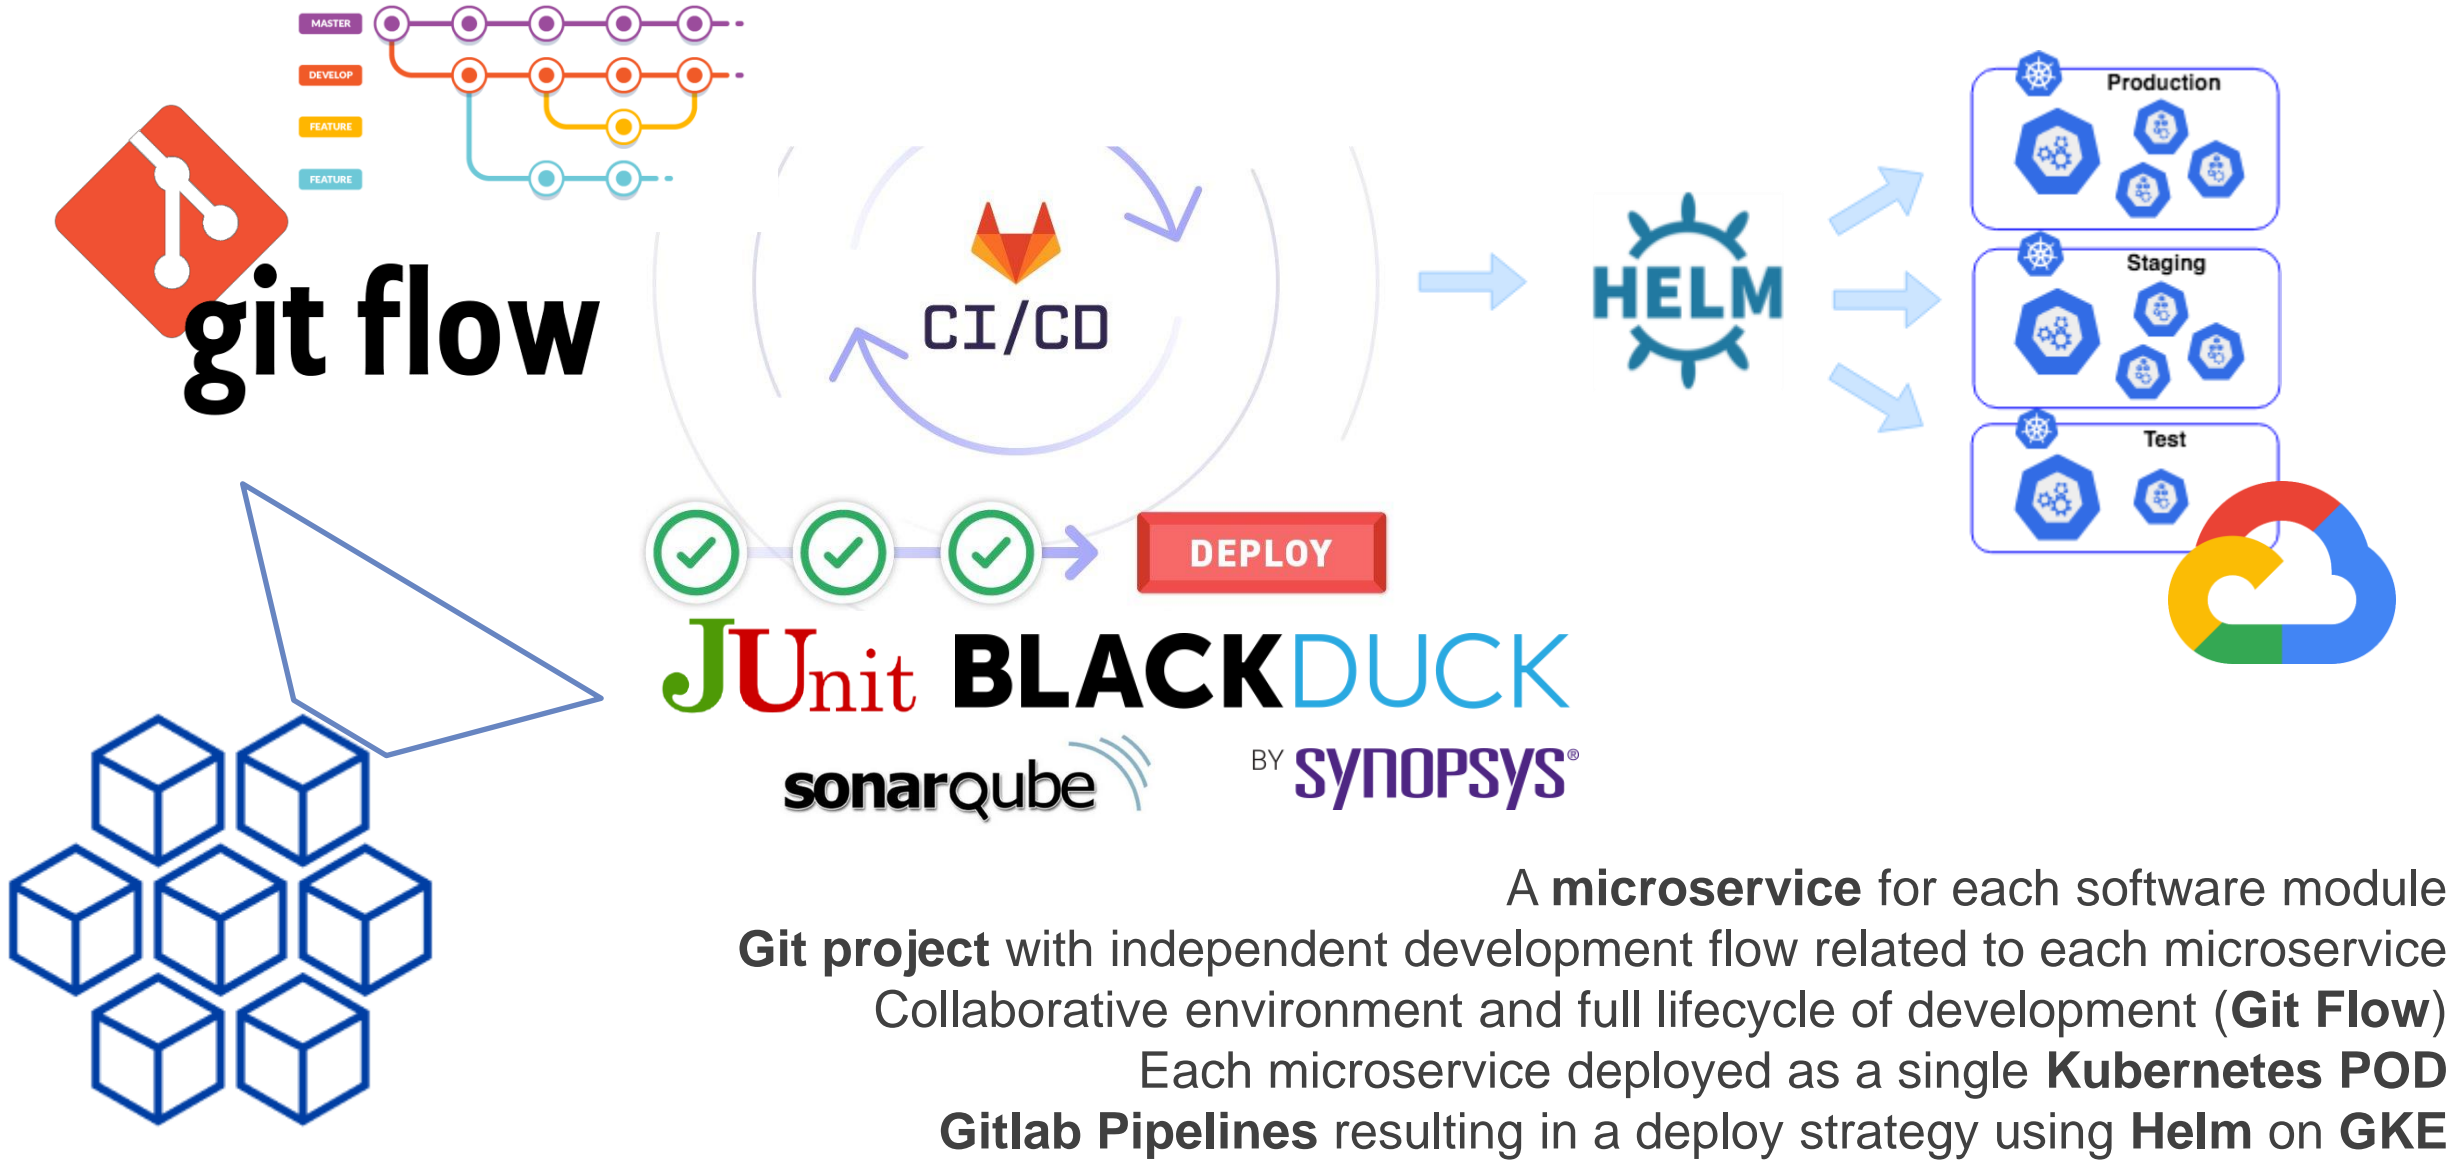 MASTER
DEVELOP
FEATURE
FEATURE
git flow
CI/CD
HELM
Production
Staging
Test
DEPLOY
JUnit BLACKDUCK
sonarqube BY SYNOPSYS®
A microservice for each software module
Git project with independent development flow related to each microservice
Collaborative environment and full lifecycle of development (Git Flow)
Each microservice deployed as a single Kubernetes POD
Gitlab Pipelines resulting in a deploy strategy using Helm on GKE